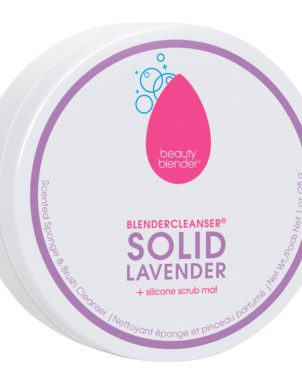 beauty
blender®
BLENDERCLEANSER®
SOLID
LAVENDER
+ silicone scrub mat
Scented Sponge & Brush Cleanser | Nettoyant éponge et pinceau parfumé | Net Wt./Poids Net 1 oz (28 g)